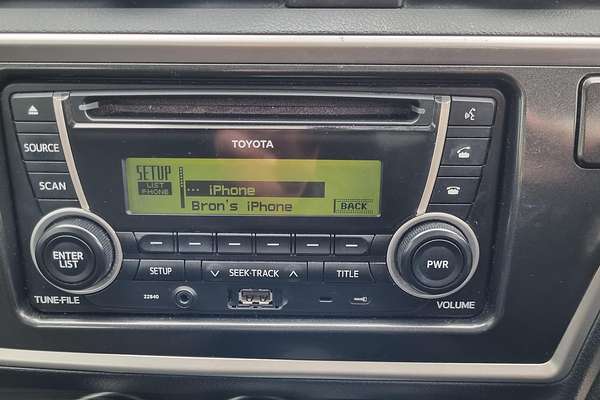 TOYOTA
SOURCE
SCAN
SETUP
LIST
PHONE
··· iPhone
Bron's iPhone
BACK
ENTER
LIST
TUNE·FILE
SETUP
SEEK·TRACK
TITLE
22840
PWR
VOLUME